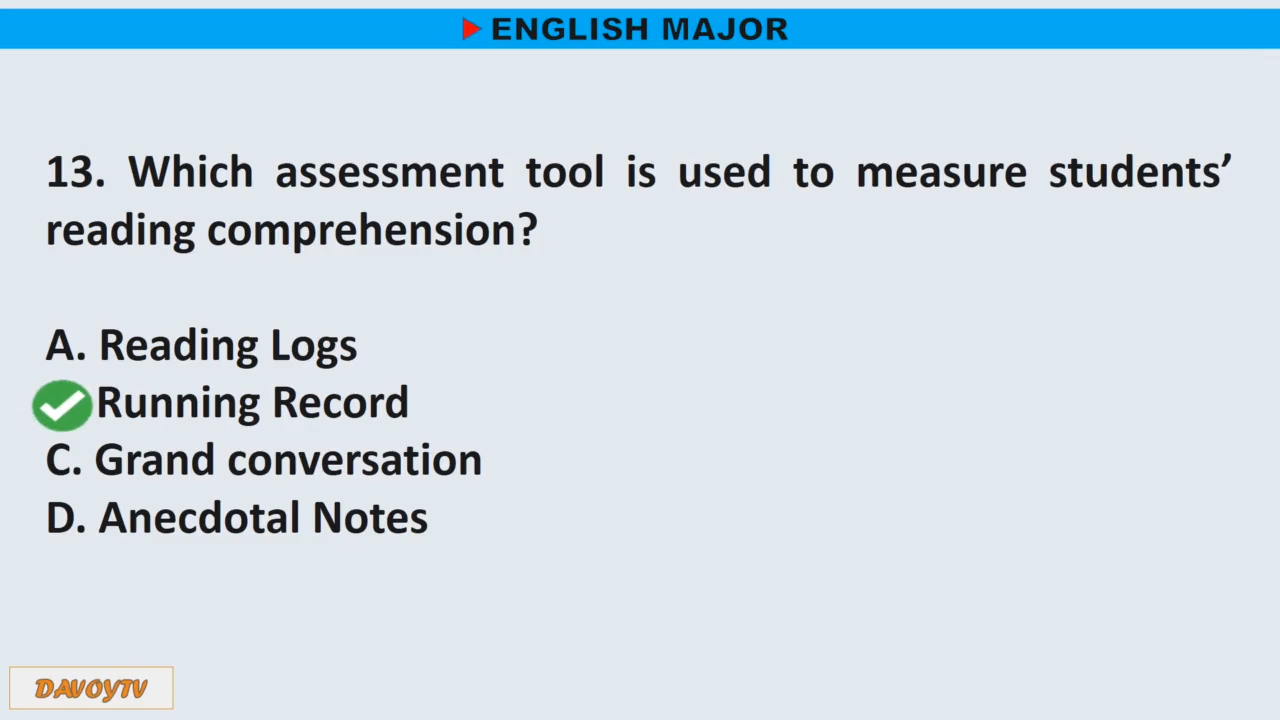 ENGLISH MAJOR
13. Which assessment tool is used to measure students’
reading comprehension?
A. Reading Logs
Running Record
C. Grand conversation
D. Anecdotal Notes
DAVOYTV